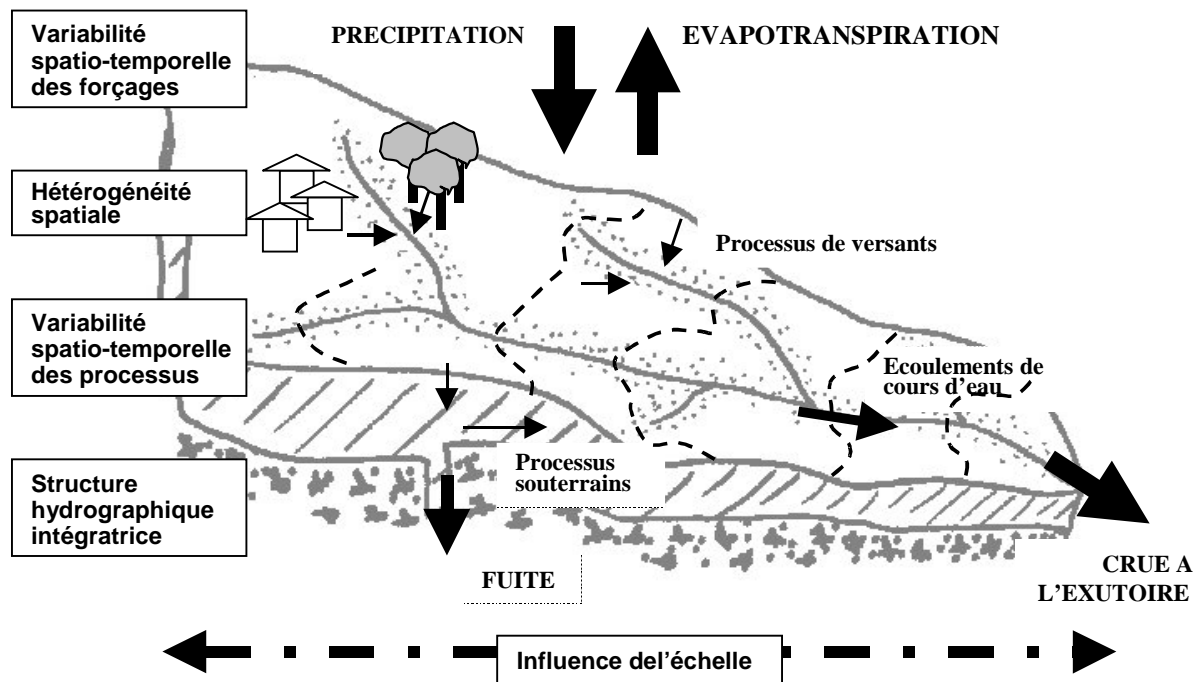 Variabilité
spatio-temporelle
des forçages
PRECIPITATION
EVAPOTRANSPIRATION
Hétérogénéité
spatiale
Processus de versants
Variabilité
spatio-temporelle
des processus
Ecoulements de
cours d'eau
Structure
hydrographique
intégratrice
Processus
souterrains
FUITE
CRUE A
L'EXUTOIRE
Influence del'échelle